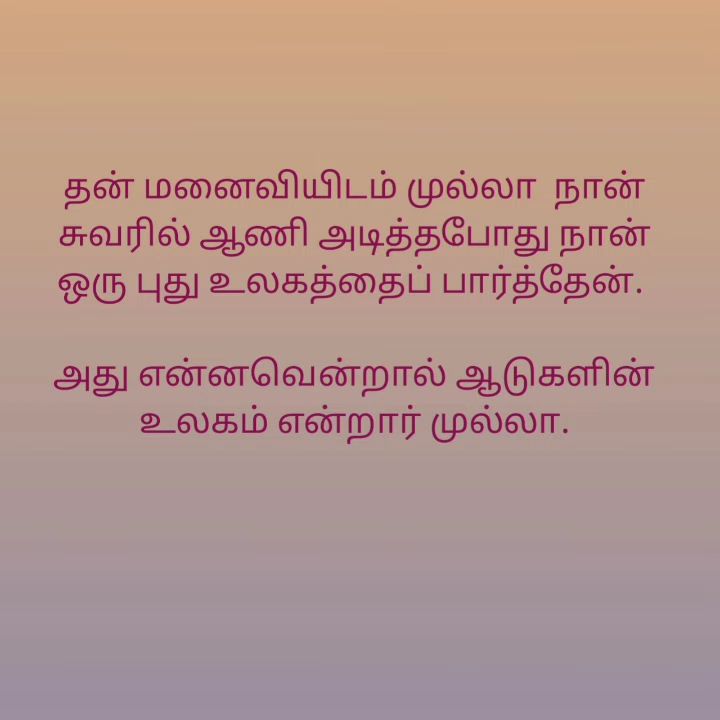 தன் மனைவியிடம் முல்லா  நான்
சுவரில் ஆணி அடித்தபோது நான்
ஒரு புது உலகத்தைப் பார்த்தேன்.
அது என்னவென்றால் ஆடுகளின்
உலகம் என்றார் முல்லா.